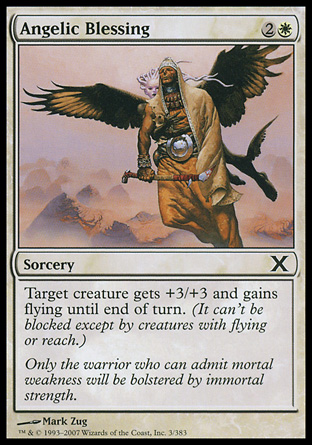 Angelic Blessing 2
Sorcery X
Target creature gets +3/+3 and gains
flying until end of turn. (It can't be
blocked except by creatures with flying
or reach.)
Only the warrior who can admit mortal
weakness will be bolstered by immortal
strength.
Mark Zug
™ & © 1993–2007 Wizards of the Coast, Inc. 3/383